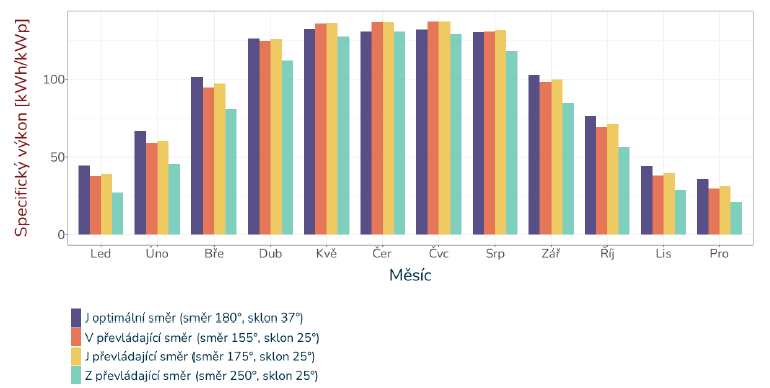 Specifický výkon [kWh/kWp]
100
50
0
Led Úno Bře Dub Kvě Čer Čvc Srp Zář Říj Lis Pro
Měsíc
J optimální směr (směr 180°, sklon 37°)
V převládající směr (směr 155°, sklon 25°)
J převládající směr (směr 175°, sklon 25°)
Z převládající směr (směr 250°, sklon 25°)